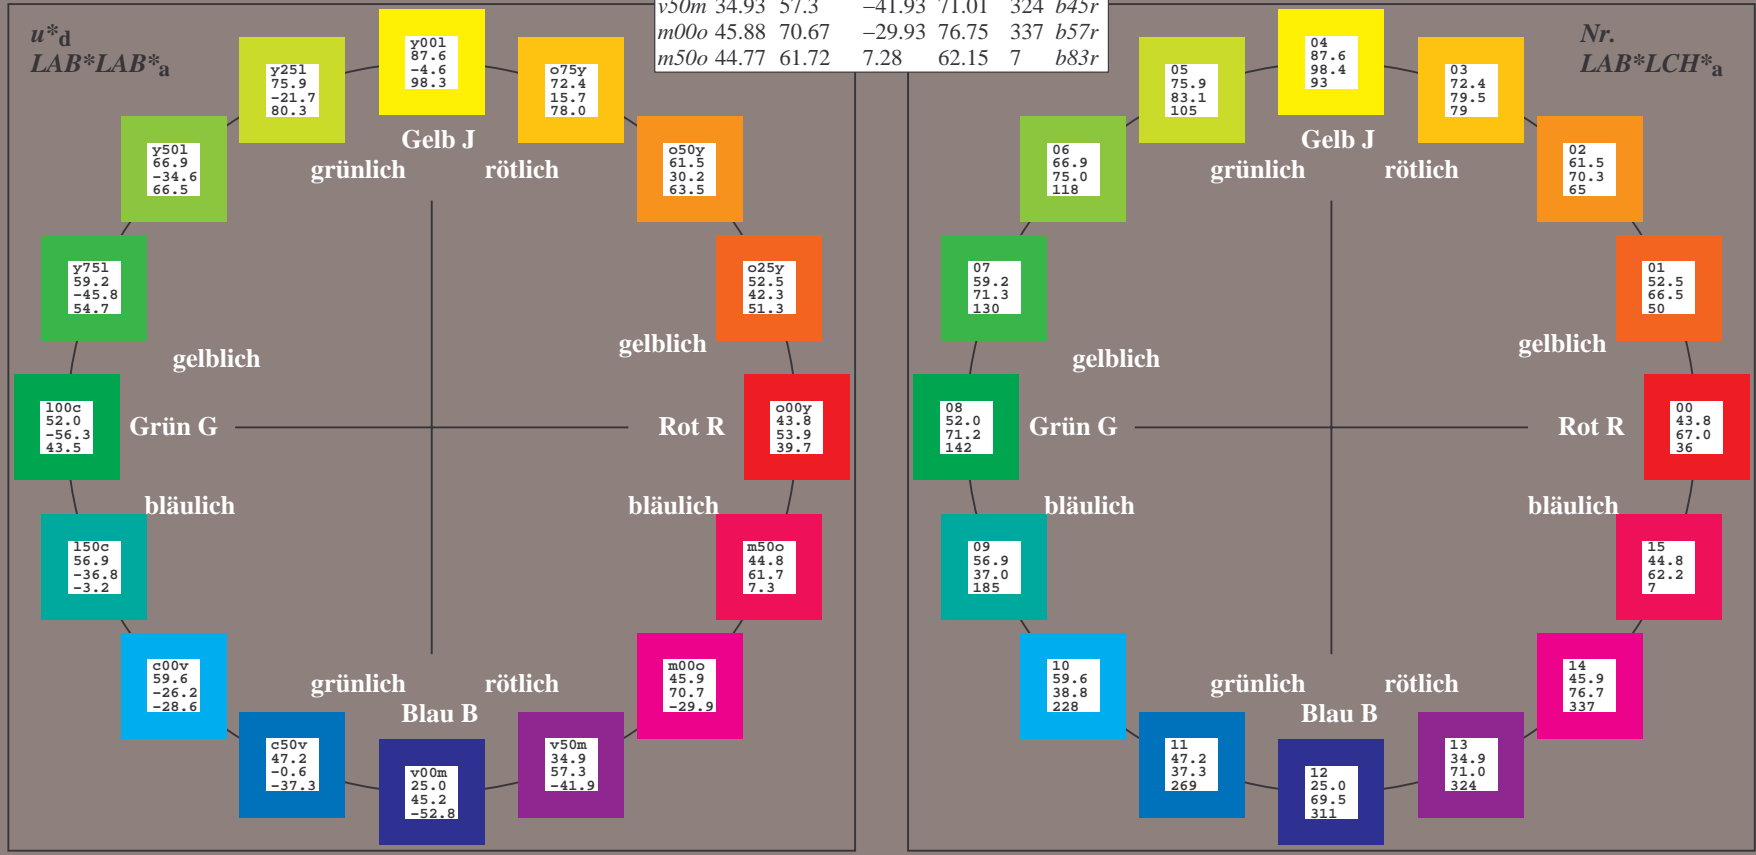 v50m 34.93 57.3 −41.93 71.01 324 b45r
m00o 45.88 70.67 −29.93 76.75 337 b57r
m50o 44.77 61.72 7.28 62.15 7 b83r
u*d
LAB*LAB*a
y00l
87.6
-4.6
98.3
y25l
75.9
-21.7
80.3
o75y
72.4
15.7
78.0
Gelb J
grünlich rötlich
y50l
66.9
-34.6
66.5
o50y
61.5
30.2
63.5
y75l
59.2
-45.8
54.7
o25y
52.5
42.3
51.3
gelblich
gelblich
l00c
52.0
-56.3
43.5
Grün G
Rot R
o00y
43.8
53.9
39.7
bläulich
bläulich
l50c
56.9
-36.8
-3.2
m50o
44.8
61.7
7.3
c00v
59.6
-26.2
-28.6
grünlich rötlich
Blau B
m00o
45.9
70.7
-29.9
c50v
47.2
-0.6
-37.3
v00m
25.0
45.2
-52.8
v50m
34.9
57.3
-41.9
Nr.
LAB*LCH*a
04
87.6
98.4
93
05
75.9
83.1
105
03
72.4
79.5
79
Gelb J
grünlich rötlich
06
66.9
75.0
118
02
61.5
70.3
65
07
59.2
71.3
130
01
52.5
66.5
50
gelblich
gelblich
08
52.0
71.2
142
Grün G
Rot R
00
43.8
67.0
36
bläulich
bläulich
09
56.9
37.0
185
15
44.8
62.2
7
10
59.6
38.8
228
grünlich rötlich
Blau B
14
45.9
76.7
337
11
47.2
37.3
269
12
25.0
69.5
311
13
34.9
71.0
324